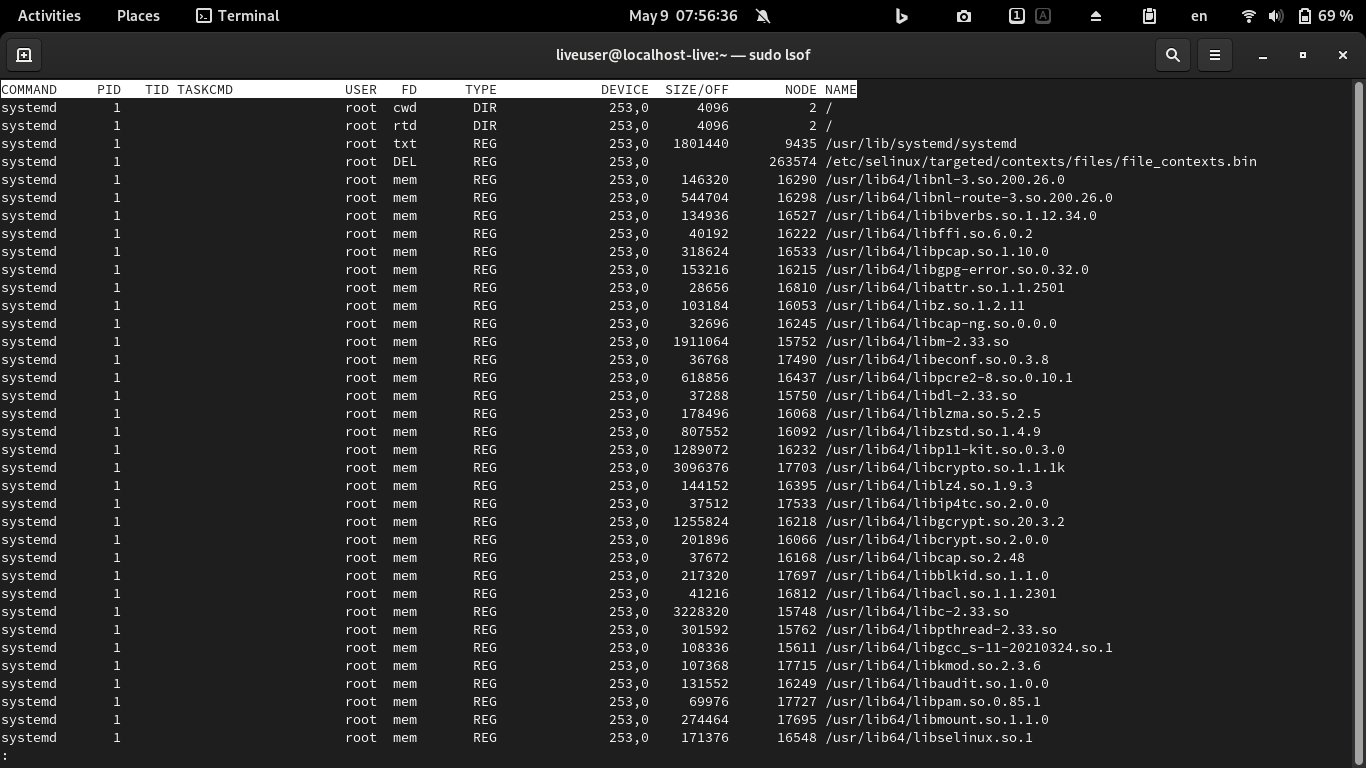 Activities Places Terminal May 9 07:56:36 1 A en 69 %
liveuser@localhost-live:~ — sudo lsof
COMMAND PID TID TASKCMD USER FD TYPE DEVICE SIZE/OFF NODE NAME
systemd 1 root cwd DIR 253,0 4096 2 /
systemd 1 root rtd DIR 253,0 4096 2 /
systemd 1 root txt REG 253,0 1801440 9435 /usr/lib/systemd/systemd
systemd 1 root DEL REG 253,0 263574 /etc/selinux/targeted/contexts/files/file_contexts.bin
systemd 1 root mem REG 253,0 146320 16290 /usr/lib64/libnl-3.so.200.26.0
systemd 1 root mem REG 253,0 544704 16298 /usr/lib64/libnl-route-3.so.200.26.0
systemd 1 root mem REG 253,0 134936 16527 /usr/lib64/libibverbs.so.1.12.34.0
systemd 1 root mem REG 253,0 40192 16222 /usr/lib64/libffi.so.6.0.2
systemd 1 root mem REG 253,0 318624 16533 /usr/lib64/libpcap.so.1.10.0
systemd 1 root mem REG 253,0 153216 16215 /usr/lib64/libgpg-error.so.0.32.0
systemd 1 root mem REG 253,0 28656 16810 /usr/lib64/libattr.so.1.1.2501
systemd 1 root mem REG 253,0 103184 16053 /usr/lib64/libz.so.1.2.11
systemd 1 root mem REG 253,0 32696 16245 /usr/lib64/libcap-ng.so.0.0.0
systemd 1 root mem REG 253,0 1911064 15752 /usr/lib64/libm-2.33.so
systemd 1 root mem REG 253,0 36768 17490 /usr/lib64/libeconf.so.0.3.8
systemd 1 root mem REG 253,0 618856 16437 /usr/lib64/libpcre2-8.so.0.10.1
systemd 1 root mem REG 253,0 37288 15750 /usr/lib64/libdl-2.33.so
systemd 1 root mem REG 253,0 178496 16068 /usr/lib64/liblzma.so.5.2.5
systemd 1 root mem REG 253,0 807552 16092 /usr/lib64/libzstd.so.1.4.9
systemd 1 root mem REG 253,0 1289072 16232 /usr/lib64/libp11-kit.so.0.3.0
systemd 1 root mem REG 253,0 3096376 17703 /usr/lib64/libcrypto.so.1.1.1k
systemd 1 root mem REG 253,0 144152 16395 /usr/lib64/liblz4.so.1.9.3
systemd 1 root mem REG 253,0 37512 17533 /usr/lib64/libip4tc.so.2.0.0
systemd 1 root mem REG 253,0 1255824 16218 /usr/lib64/libgcrypt.so.20.3.2
systemd 1 root mem REG 253,0 201896 16066 /usr/lib64/libcrypt.so.2.0.0
systemd 1 root mem REG 253,0 37672 16168 /usr/lib64/libcap.so.2.48
systemd 1 root mem REG 253,0 217320 17697 /usr/lib64/libblkid.so.1.1.0
systemd 1 root mem REG 253,0 41216 16812 /usr/lib64/libacl.so.1.1.2301
systemd 1 root mem REG 253,0 3228320 15748 /usr/lib64/libc-2.33.so
systemd 1 root mem REG 253,0 301592 15762 /usr/lib64/libpthread-2.33.so
systemd 1 root mem REG 253,0 108336 15611 /usr/lib64/libgcc_s-11-20210324.so.1
systemd 1 root mem REG 253,0 107368 17715 /usr/lib64/libkmod.so.2.3.6
systemd 1 root mem REG 253,0 131552 16249 /usr/lib64/libaudit.so.1.0.0
systemd 1 root mem REG 253,0 69976 17727 /usr/lib64/libpam.so.0.85.1
systemd 1 root mem REG 253,0 274464 17695 /usr/lib64/libmount.so.1.1.0
systemd 1 root mem REG 253,0 171376 16548 /usr/lib64/libselinux.so.1
: